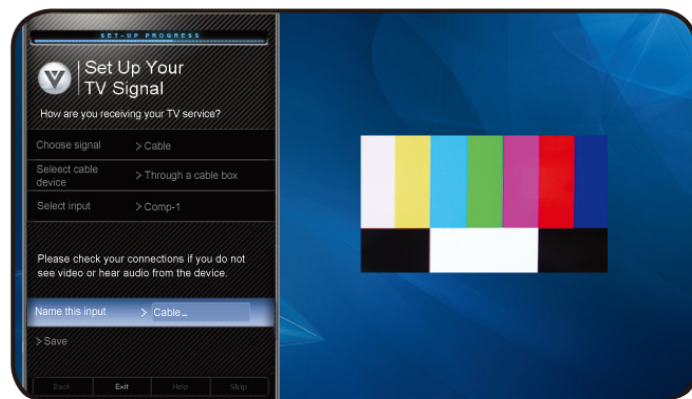 SET-UP PROGRESS
V
Set Up Your
TV Signal
How are you receiving your TV service?
Choose signal > Cable
Seleect cable
device > Through a cable box
Select input > Comp-1
Please check your connections if you do not
see video or hear audio from the device.
Name this input > Cable_
> Save
Back Exit Help Skip